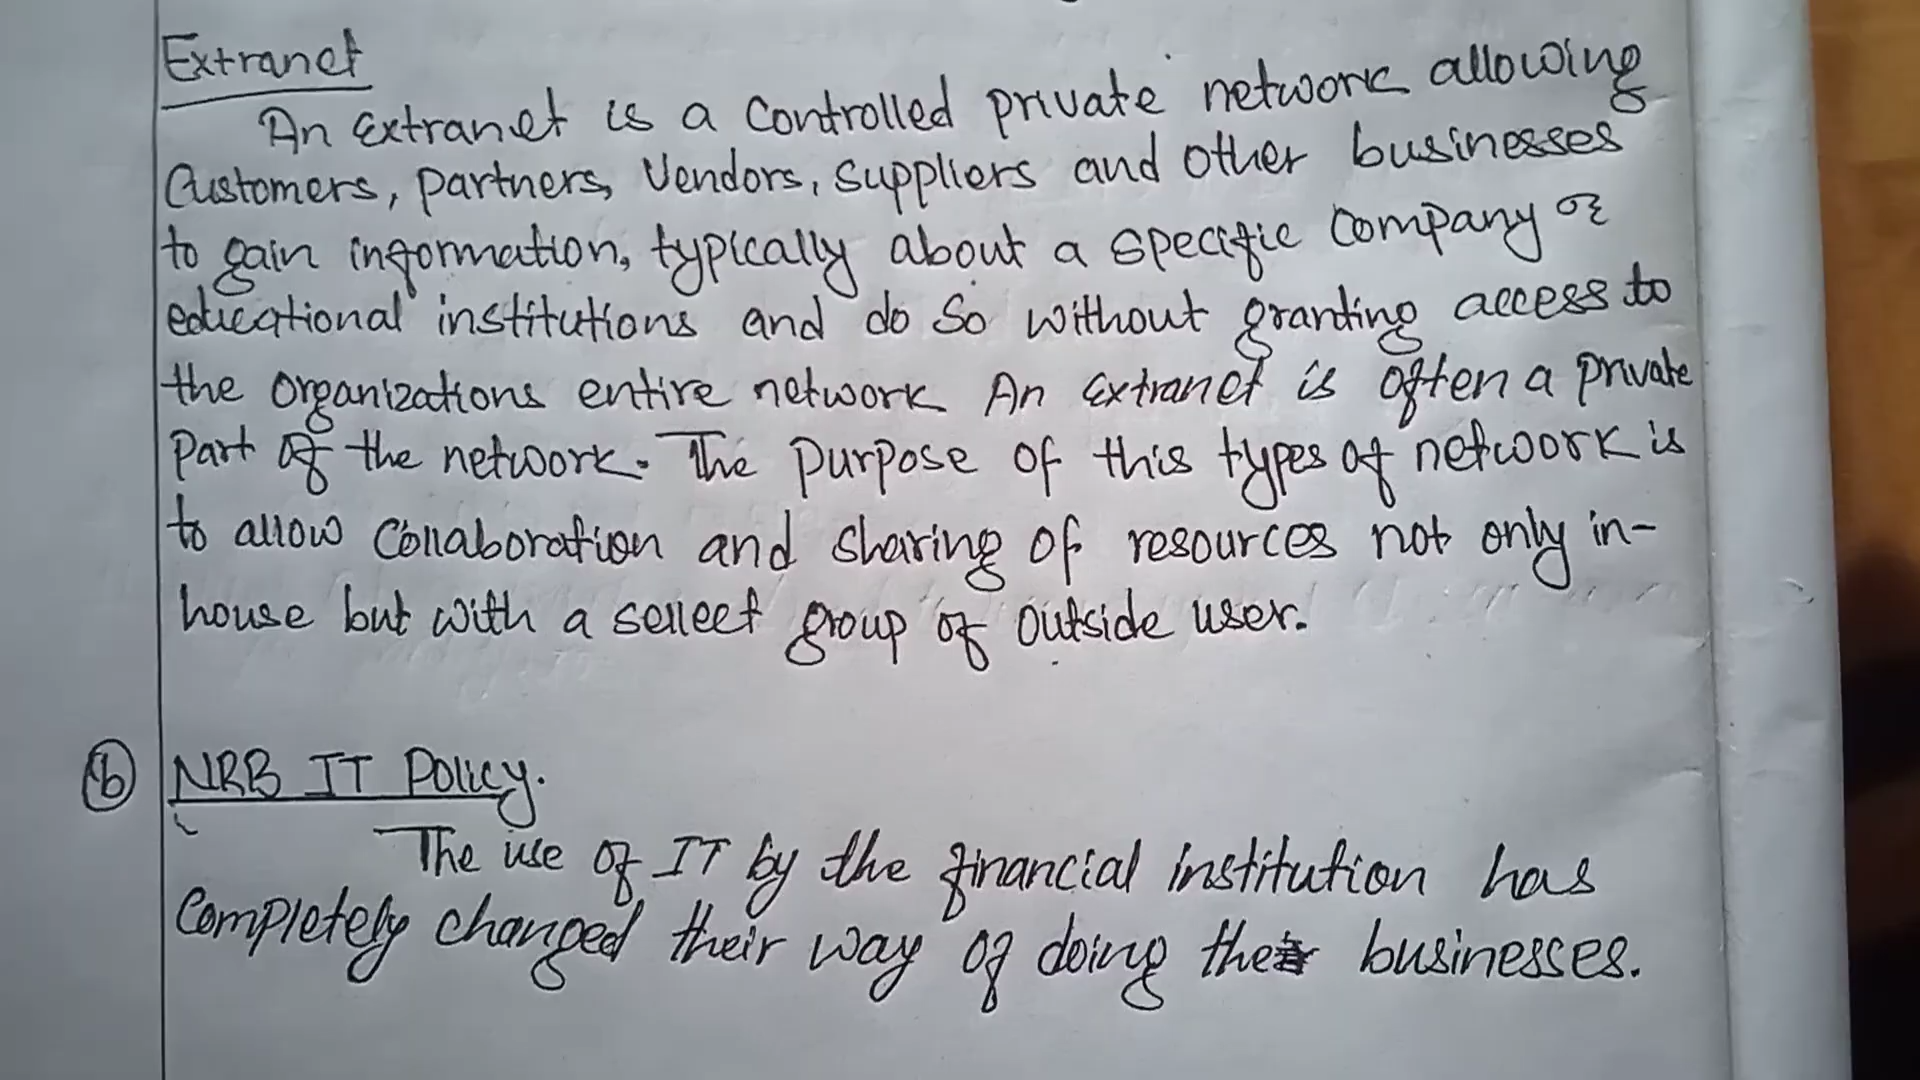 Extranet
An Extranet is a controlled private network allowing
Customers, partners, Vendors, suppliers and other businesses
to gain information, typically about a specific company or
educational institutions and do so without granting access to
the organizations entire network An extranet is often a private
part of the network. The purpose of this types of network is
to allow collaboration and sharing of resources not only in-
house but with a sellect group of outside user.
(b) NRB IT Policy.
The use of IT by the financial institution has
completely changed their way of doing their businesses.